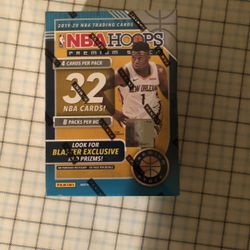 2019-20 NBA TRADING CARDS
NBA HOOPS
PREMIUM STOCK
4 CARDS PER PACK
32
NBA CARDS!
8 PACKS PER BOX
NEW ORLEANS
1
LOOK FOR
BLASTER EXCLUSIVE
PRIZMS!
PANINI